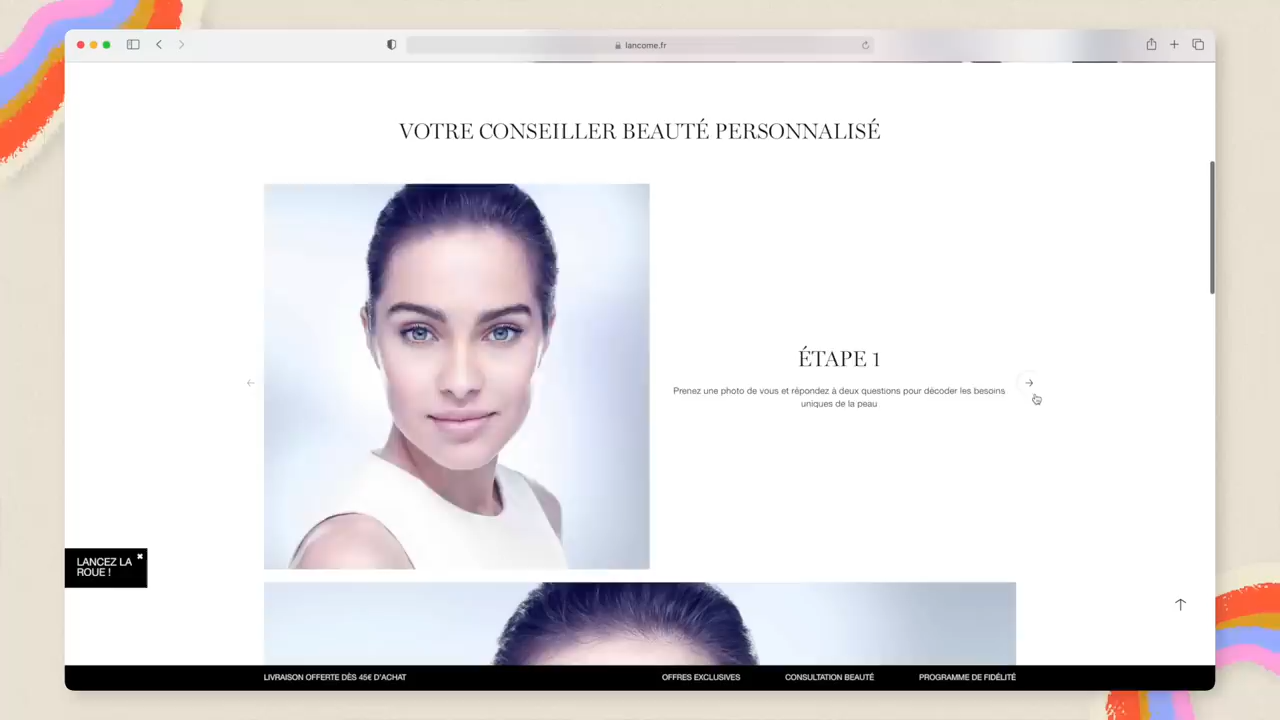 lancome.fr
VOTRE CONSEILLER BEAUTÉ PERSONNALISÉ
ÉTAPE 1
Prenez une photo de vous et répondez à deux questions pour décoder les besoins
uniques de la peau
LANCEZ LA
ROUE !
LIVRAISON OFFERTE DÈS 45€ D'ACHAT
OFFRES EXCLUSIVES
CONSULTATION BEAUTÉ
PROGRAMME DE FIDÉLITÉ